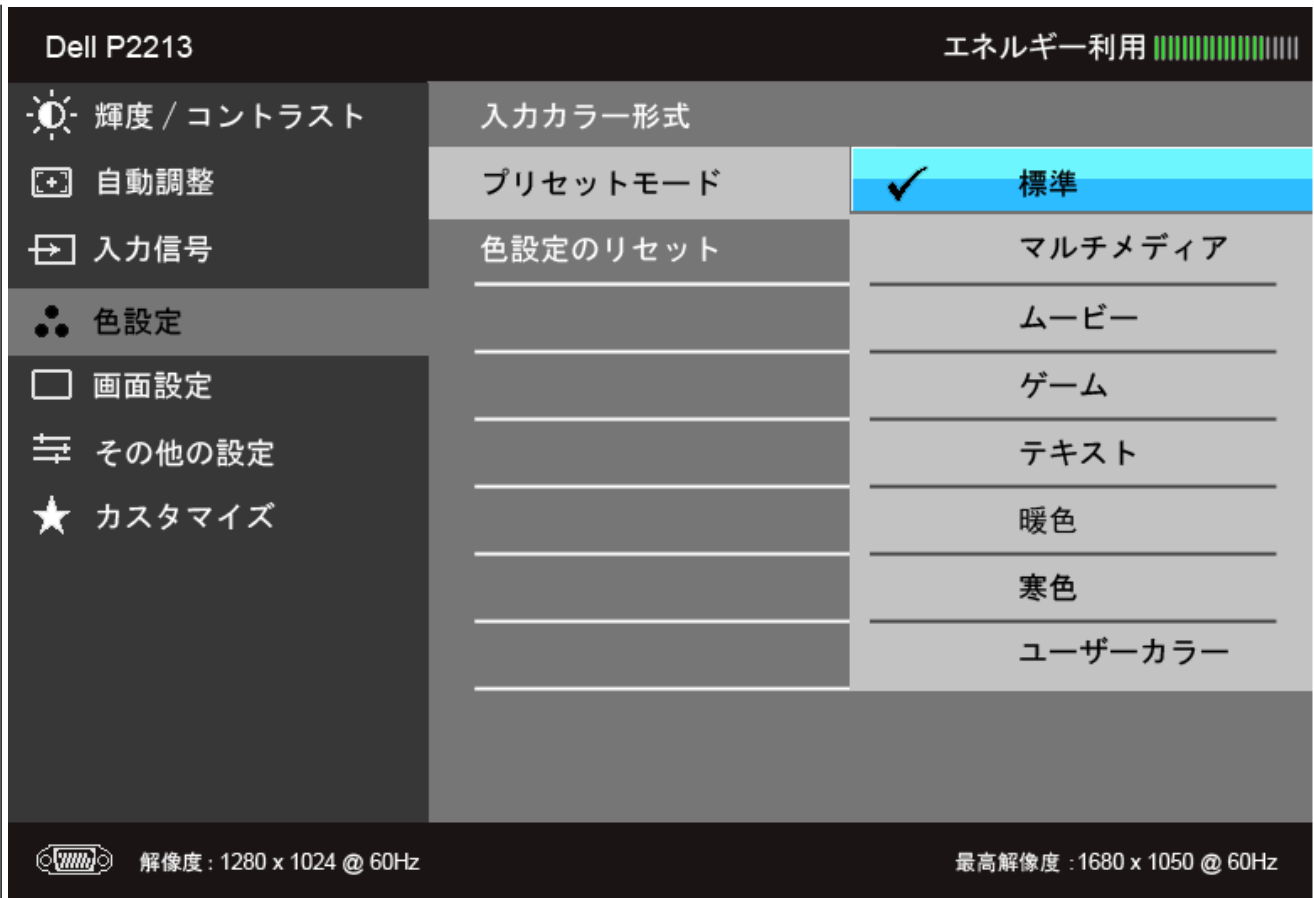 Dell P2213 エネルギー利用
輝度 / コントラスト
自動調整
入力信号
色設定
画面設定
その他の設定
カスタマイズ
入力カラー形式
プリセットモード
色設定のリセット
標準
マルチメディア
ムービー
ゲーム
テキスト
暖色
寒色
ユーザーカラー
解像度 : 1280 x 1024 @ 60Hz 最高解像度 : 1680 x 1050 @ 60Hz